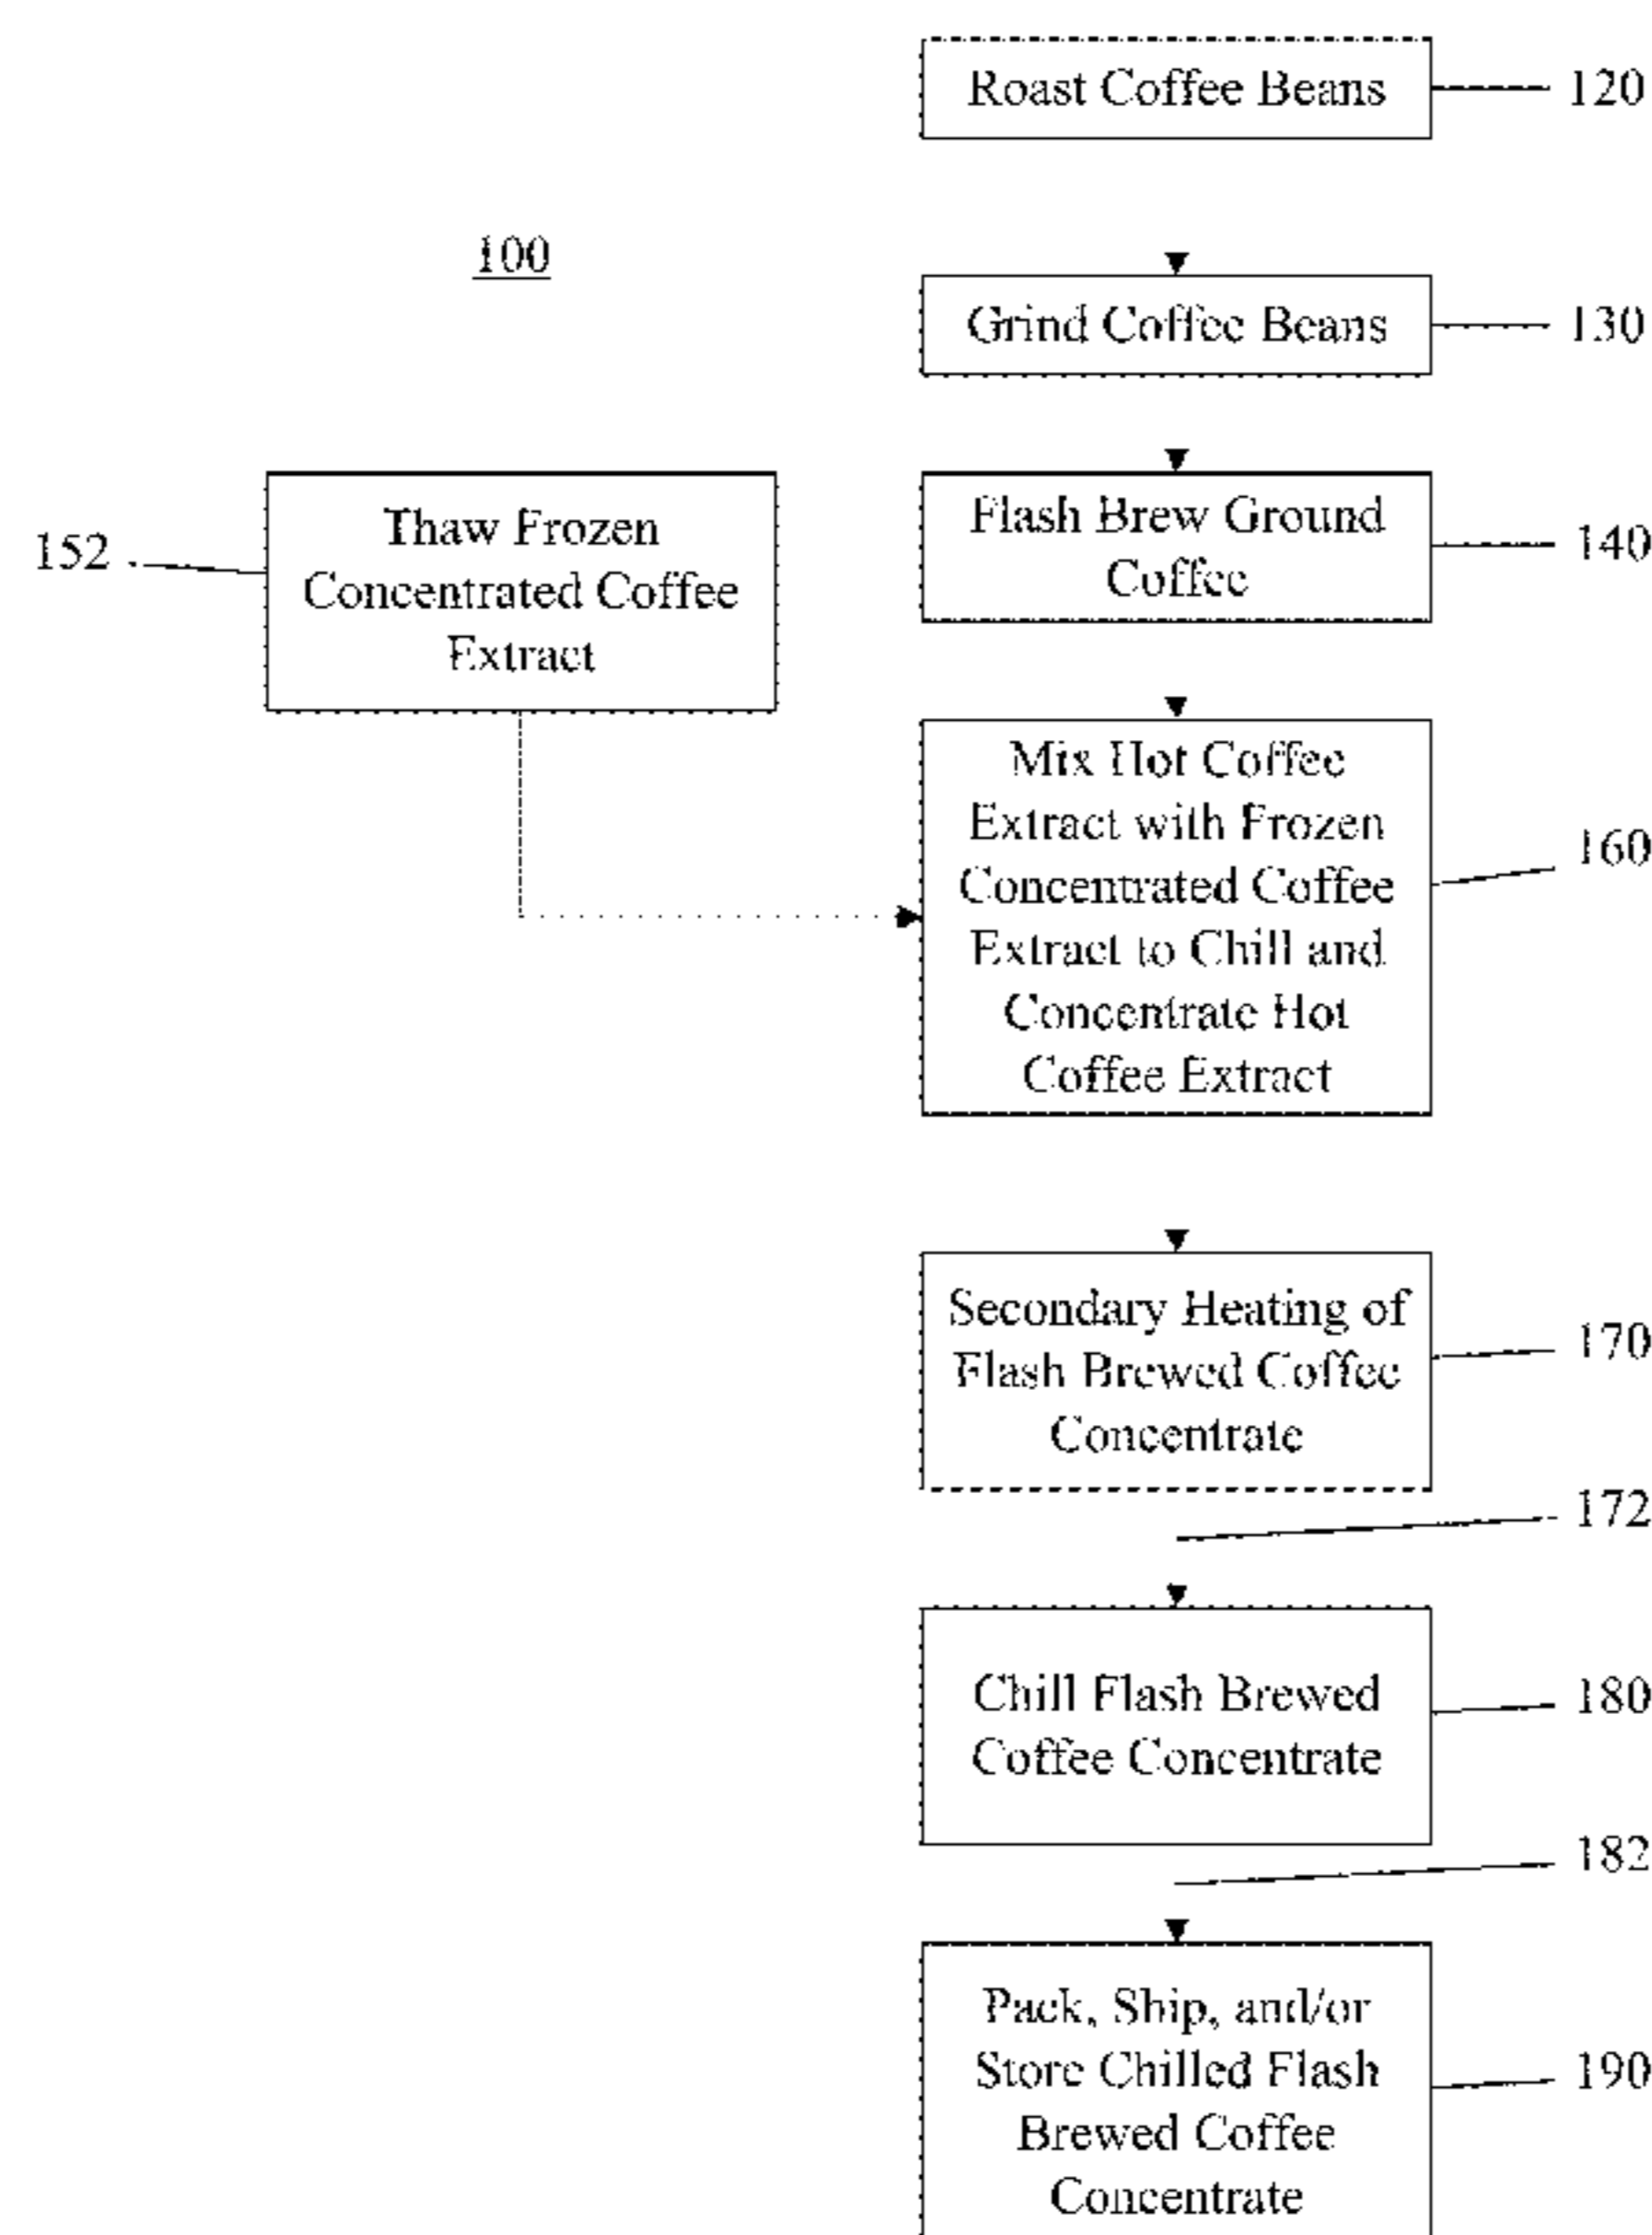 Roast Coffee Beans
120
100
Grind Coffee Beans
130
152
Thaw Frozen
Concentrated Coffee
Extract
Flash Brew Ground
Coffee
140
Mix Hot Coffee
Extract with Frozen
Concentrated Coffee
Extract to Chill and
Concentrate Hot
Coffee Extract
160
Secondary Heating of
Flash Brewed Coffee
Concentrate
170
172
Chill Flash Brewed
Coffee Concentrate
180
182
Pack, Ship, and/or
Store Chilled Flash
Brewed Coffee
Concentrate
190